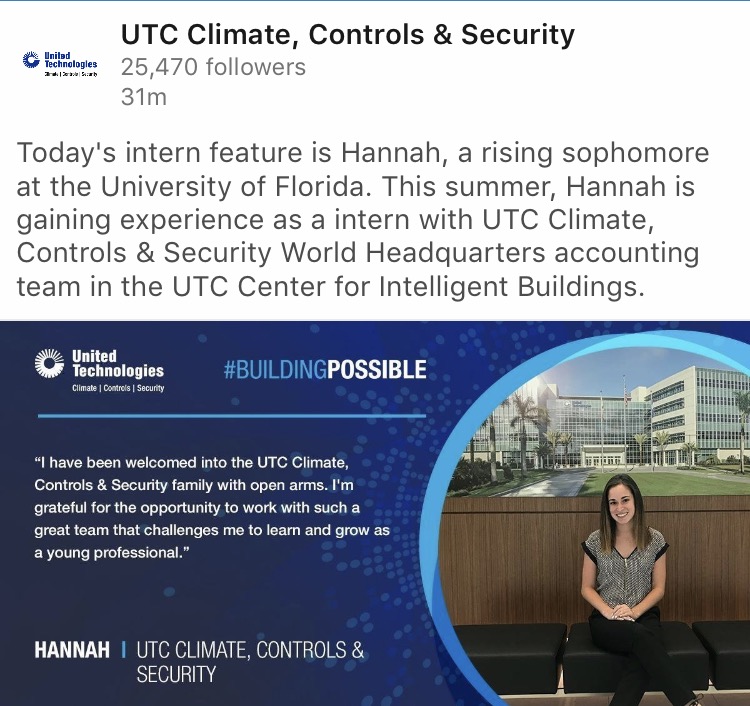 UTC Climate, Controls & Security
United
Technologies
Climate | Controls | Security
25,470 followers
31m
Today's intern feature is Hannah, a rising sophomore
at the University of Florida. This summer, Hannah is
gaining experience as a intern with UTC Climate,
Controls & Security World Headquarters accounting
team in the UTC Center for Intelligent Buildings.
United
Technologies
Climate | Controls | Security
#BUILDINGPOSSIBLE
“I have been welcomed into the UTC Climate,
Controls & Security family with open arms. I'm
grateful for the opportunity to work with such a
great team that challenges me to learn and grow as
a young professional.”
HANNAH | UTC CLIMATE, CONTROLS &
SECURITY